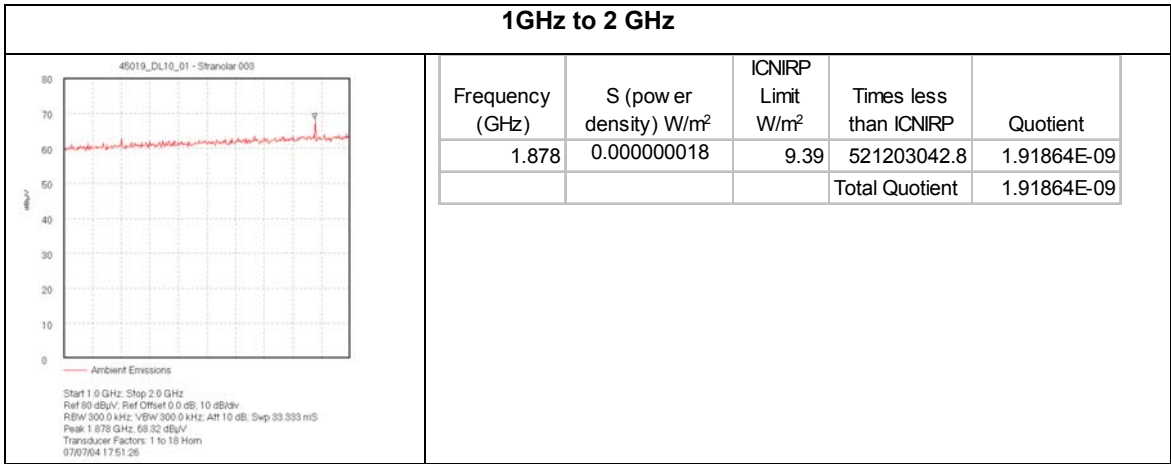 1GHz to 2 GHz
45019_DL10_01 - Stranolar 003
80
70
60
50
40
30
20
10
0
dBµV
Ambient Emissions
Start 1.0 GHz; Stop 2.0 GHz
Ref 80 dBµV; Ref Offset 0.0 dB; 10 dB/div
RBW 300.0 kHz; VBW 300.0 kHz; Att 10 dB; Swp 33.333 mS
Peak 1.878 GHz, 68.32 dBµV
Transducer Factors: 1 to 18 Horn
07/07/04 17:51:26
Frequency (GHz) S (pow er density) W/m² ICNIRP Limit W/m² Times less than ICNIRP Quotient
1.878 0.000000018 9.39 521203042.8 1.91864E-09
Total Quotient 1.91864E-09